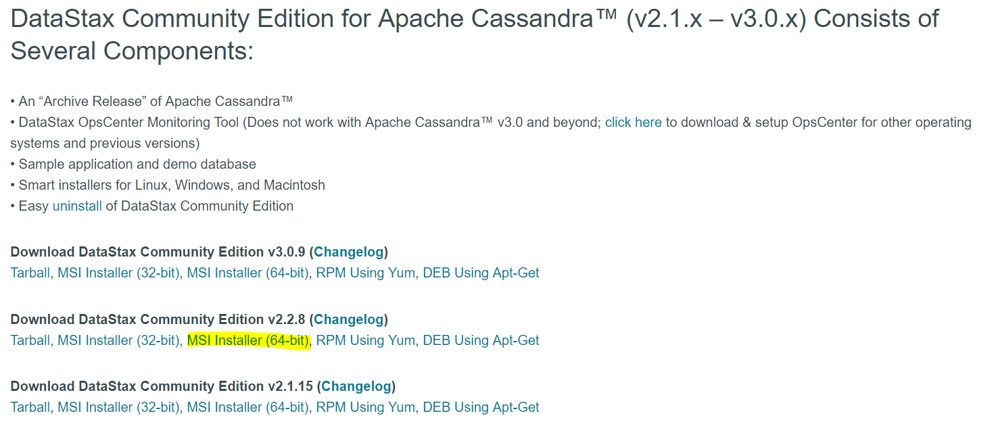 DataStax Community Edition for Apache Cassandra™ (v2.1.x – v3.0.x) Consists of
Several Components:
• An “Archive Release” of Apache Cassandra™
• DataStax OpsCenter Monitoring Tool (Does not work with Apache Cassandra™ v3.0 and beyond; click here to download & setup OpsCenter for other operating
systems and previous versions)
• Sample application and demo database
• Smart installers for Linux, Windows, and Macintosh
• Easy uninstall of DataStax Community Edition
Download DataStax Community Edition v3.0.9 (Changelog)
Tarball, MSI Installer (32-bit), MSI Installer (64-bit), RPM Using Yum, DEB Using Apt-Get
Download DataStax Community Edition v2.2.8 (Changelog)
Tarball, MSI Installer (32-bit), MSI Installer (64-bit), RPM Using Yum, DEB Using Apt-Get
Download DataStax Community Edition v2.1.15 (Changelog)
Tarball, MSI Installer (32-bit), MSI Installer (64-bit), RPM Using Yum, DEB Using Apt-Get